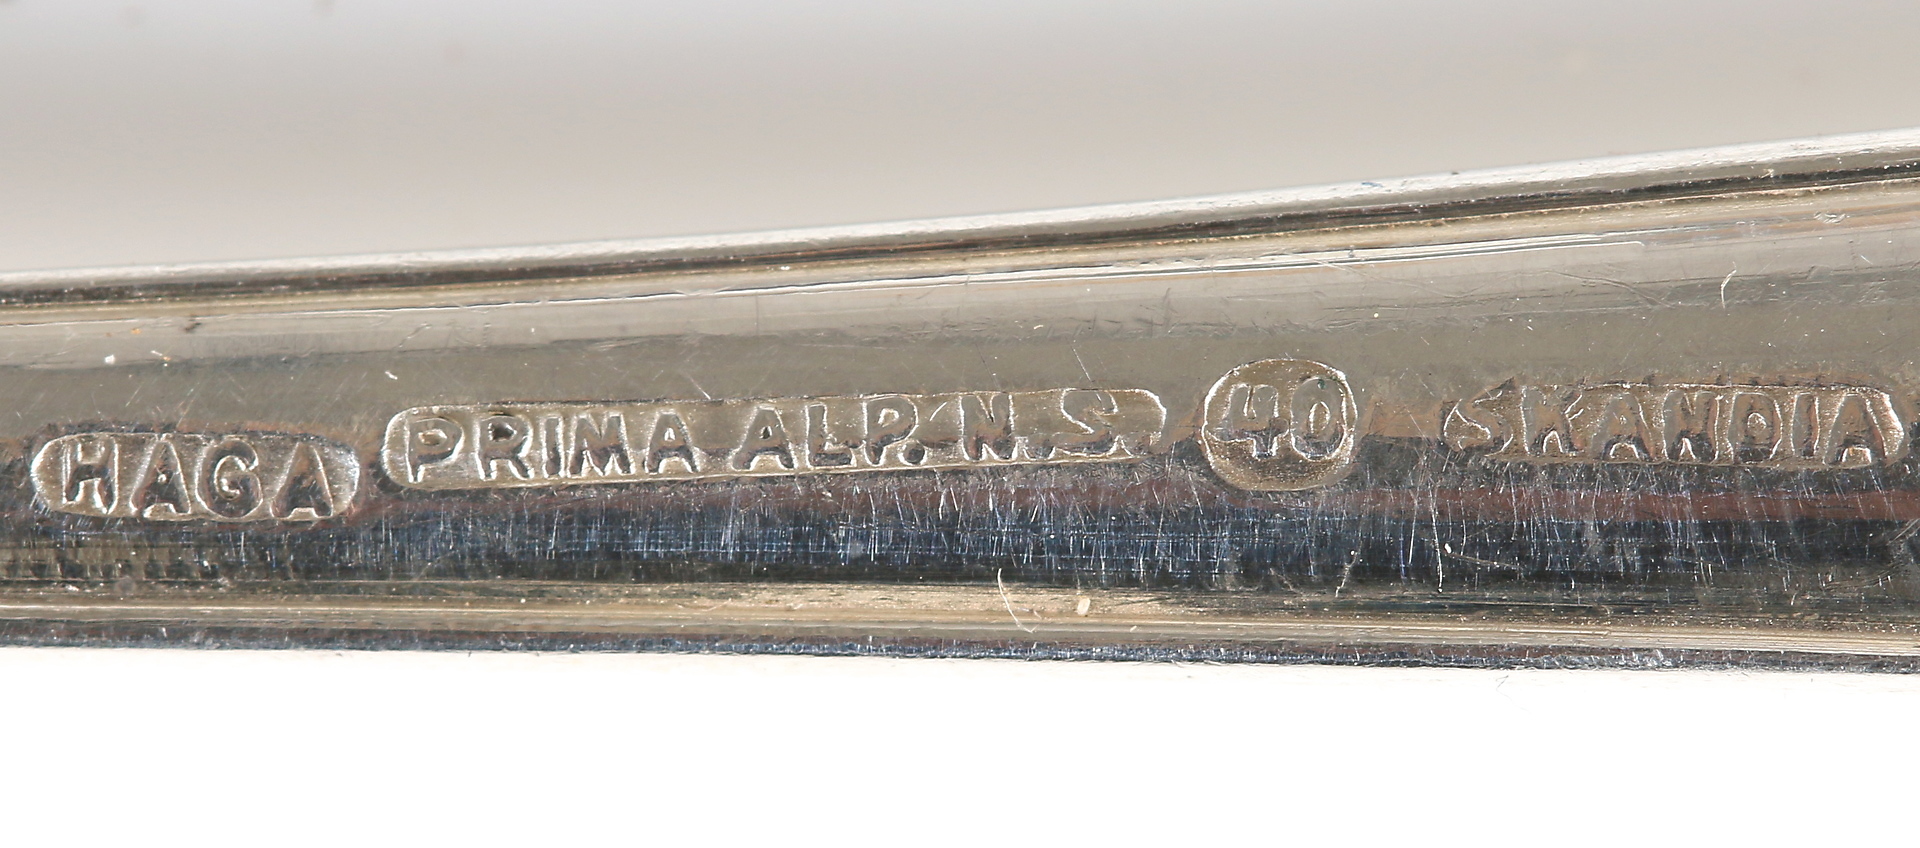 HAGA PRIMA ALP. N.S. 40 SKANDIA